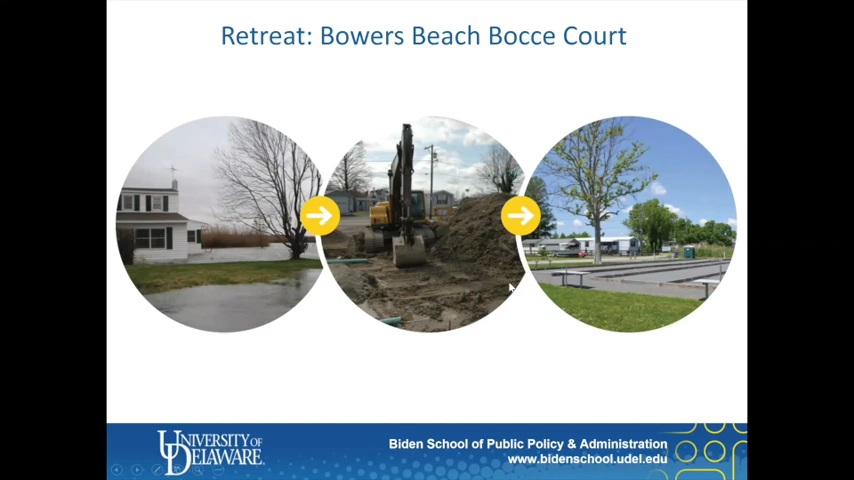 Retreat: Bowers Beach Bocce Court
UNIVERSITY OF
DELAWARE.
Biden School of Public Policy & Administration
www.bidenschool.udel.edu